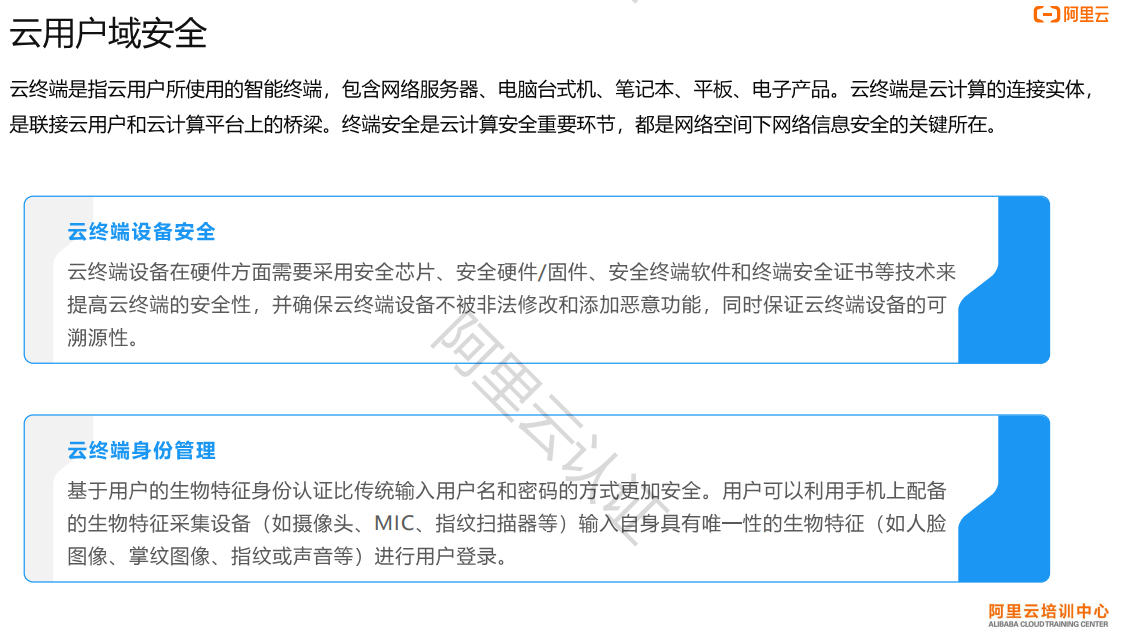 阿里云
云用户域安全
云终端是指云用户所使用的智能终端，包含网络服务器、电脑台式机、笔记本、平板、电子产品。云终端是云计算的连接实体，
是联接云用户和云计算平台上的桥梁。终端安全是云计算安全重要环节，都是网络空间下网络信息安全的关键所在。
云终端设备安全
云终端设备在硬件方面需要采用安全芯片、安全硬件/固件、安全终端软件和终端安全证书等技术来
提高云终端的安全性，并确保云终端设备不被非法修改和添加恶意功能，同时保证云终端设备的可
溯源性。
云终端身份管理
基于用户的生物特征身份认证比传统输入用户名和密码的方式更加安全。用户可以利用手机上配备
的生物特征采集设备（如摄像头、MIC、指纹扫描器等）输入自身具有唯一性的生物特征（如人脸
图像、掌纹图像、指纹或声音等）进行用户登录。
阿里云认证
阿里云培训中心
ALIBABA CLOUD TRAINING CENTER